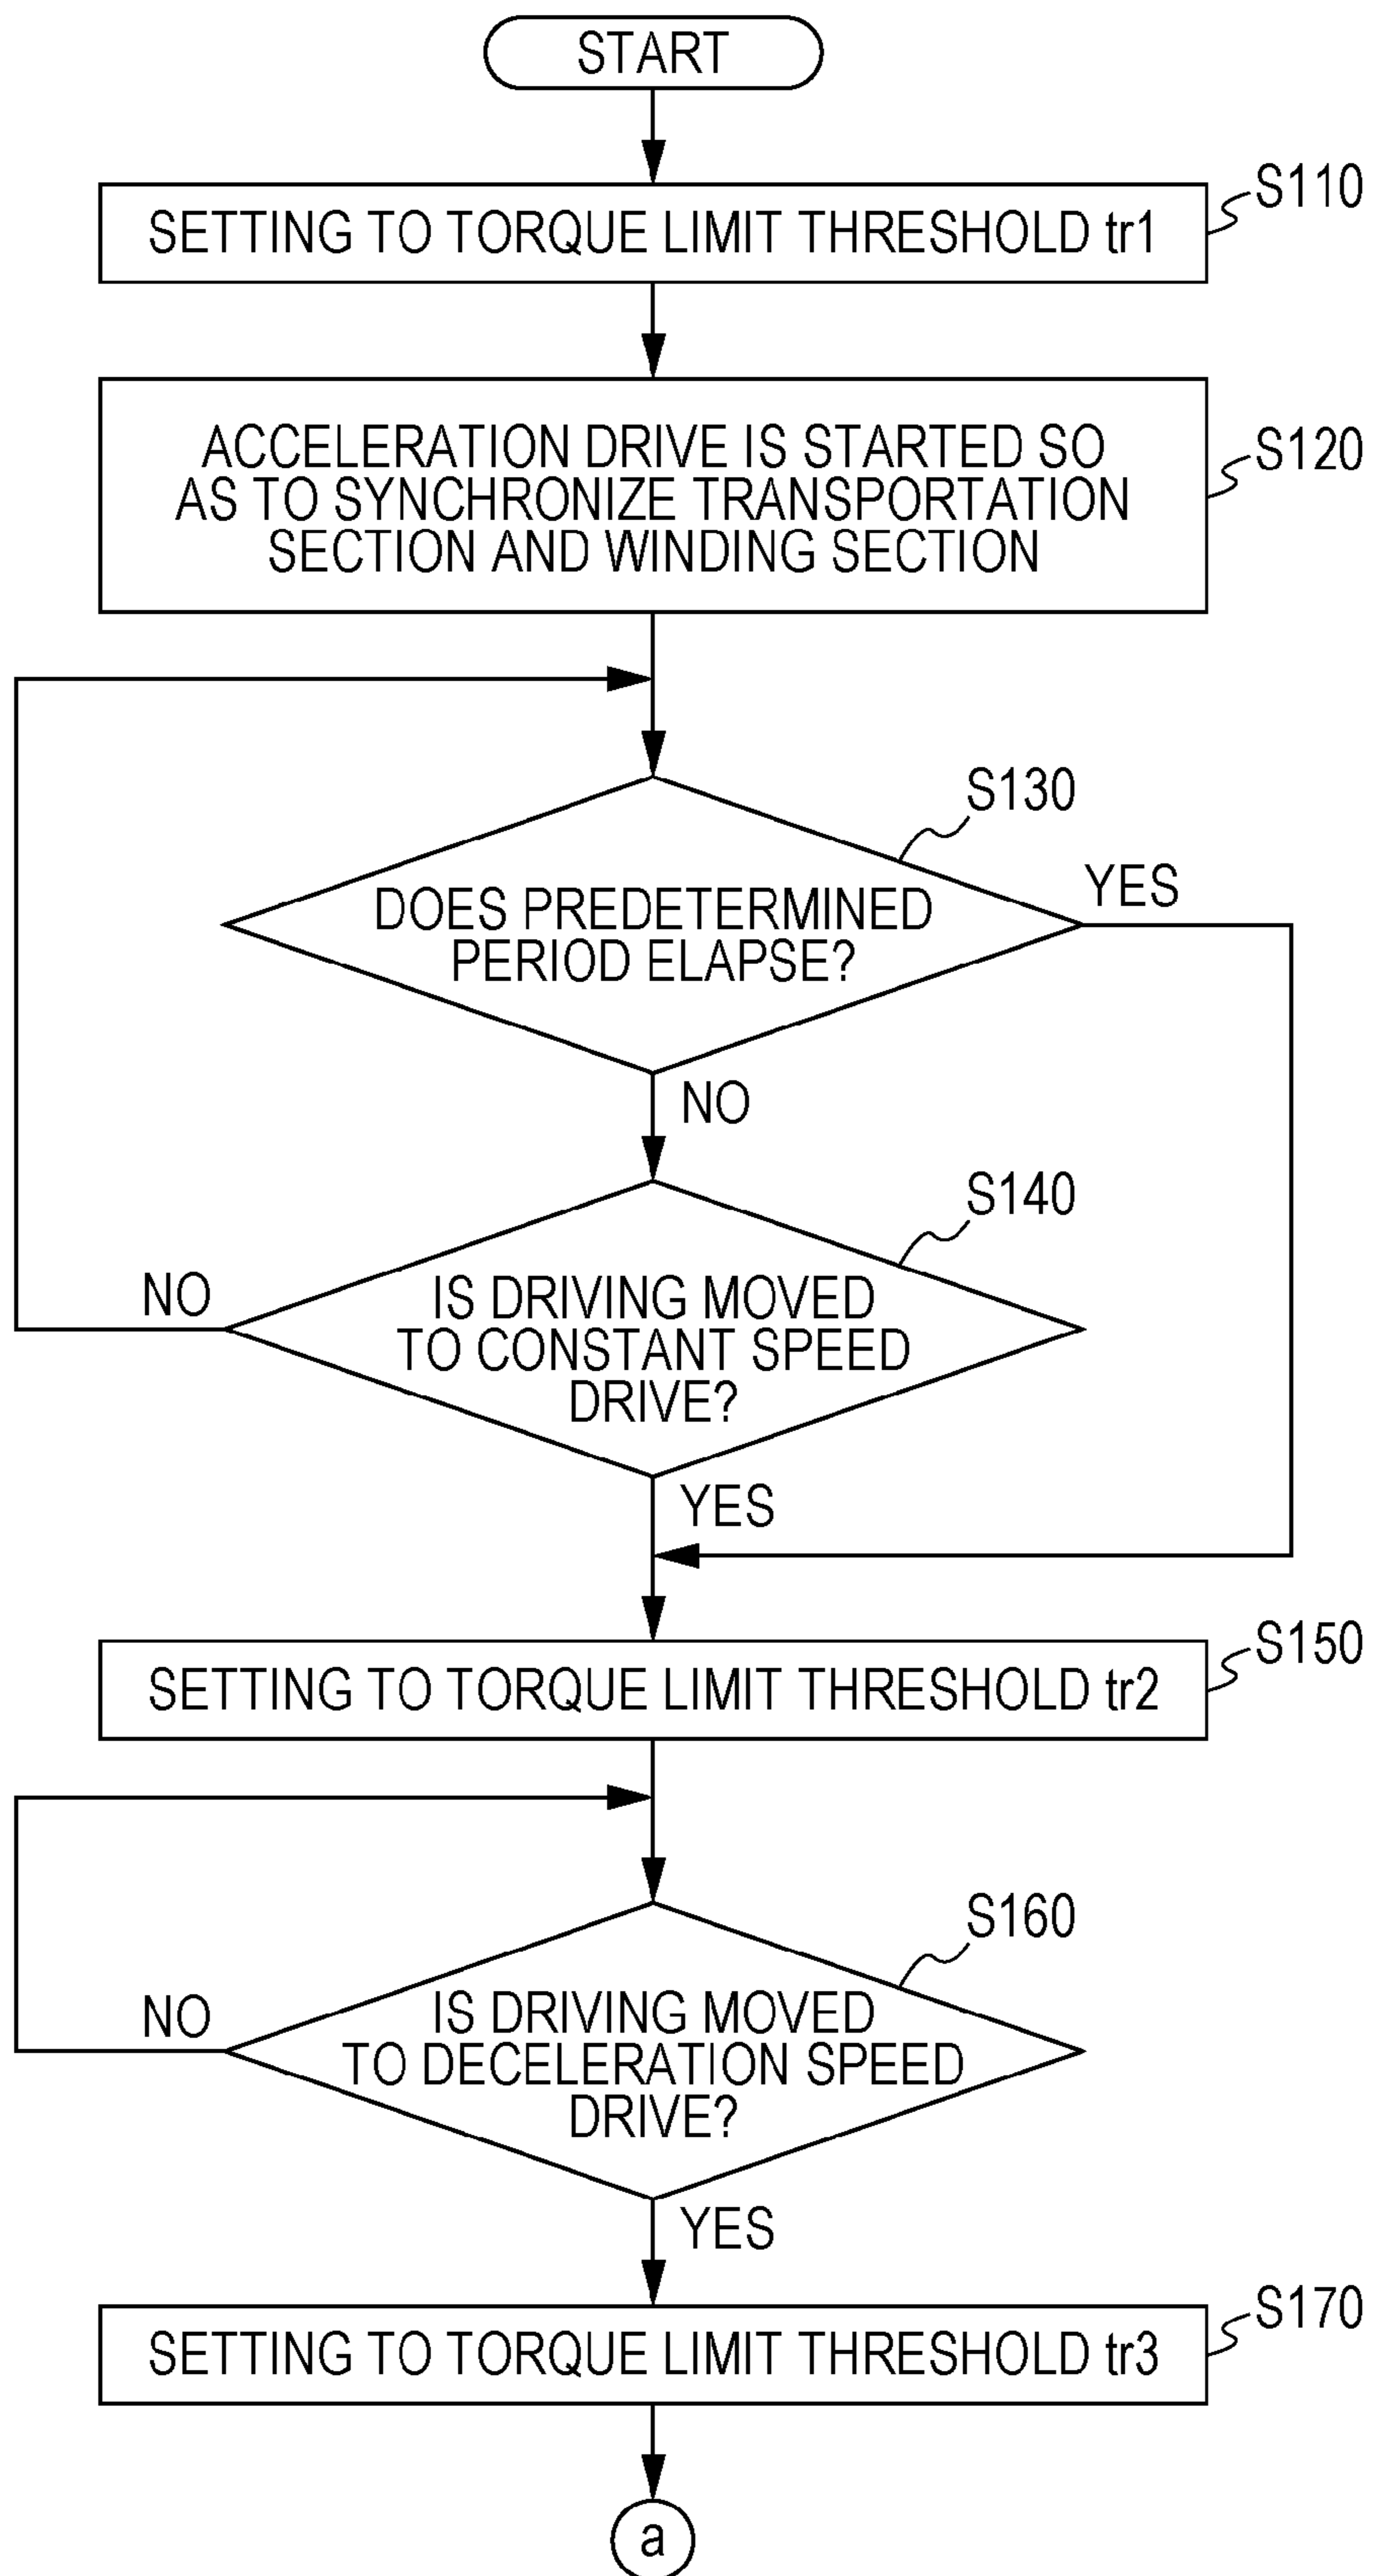 START
SETTING TO TORQUE LIMIT THRESHOLD tr1
S110
ACCELERATION DRIVE IS STARTED SO
AS TO SYNCHRONIZE TRANSPORTATION
SECTION AND WINDING SECTION
S120
S130
DOES PREDETERMINED
PERIOD ELAPSE?
YES
NO
S140
IS DRIVING MOVED
TO CONSTANT SPEED
DRIVE?
NO
YES
S150
SETTING TO TORQUE LIMIT THRESHOLD tr2
S160
IS DRIVING MOVED
TO DECELERATION SPEED
DRIVE?
NO
YES
S170
SETTING TO TORQUE LIMIT THRESHOLD tr3
a